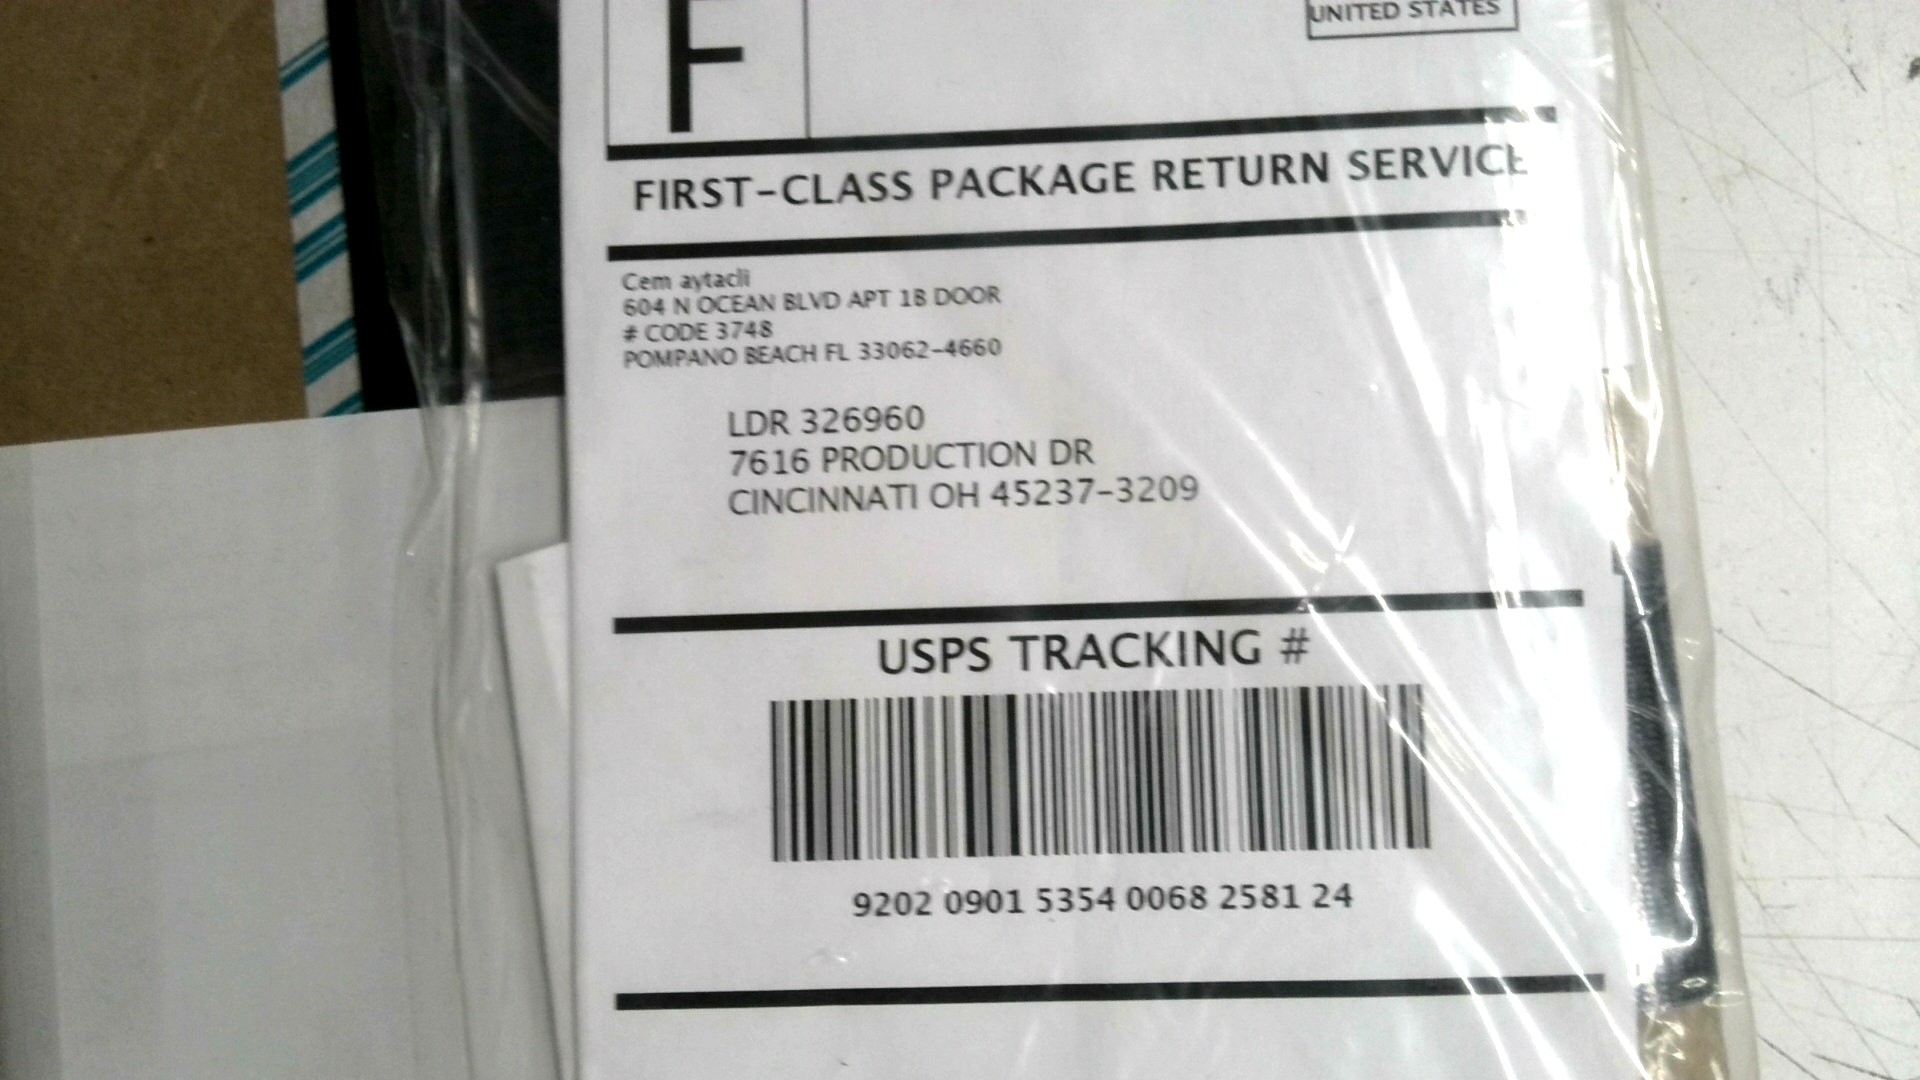 F
UNITED STATES
FIRST-CLASS PACKAGE RETURN SERVICE
Cem aytacli
604 N OCEAN BLVD APT 1B DOOR
# CODE 3748
POMPANO BEACH FL 33062-4660
LDR 326960
7616 PRODUCTION DR
CINCINNATI OH 45237-3209
USPS TRACKING #
9202 0901 5354 0068 2581 24